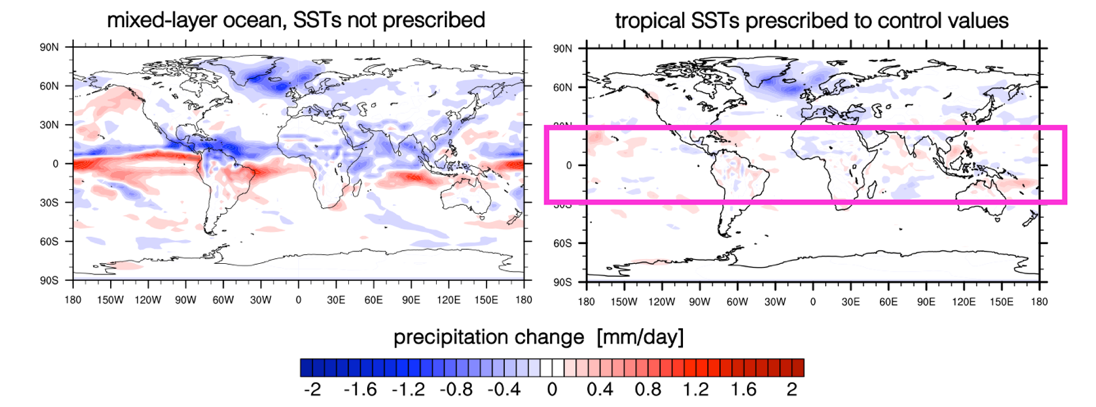 mixed-layer ocean, SSTs not prescribed
tropical SSTs prescribed to control values
90N
60N
30N
0
30S
60S
90S
180 150W 120W 90W 60W 30W 0 30E 60E 90E 120E 150E 180
90N
60N
0
60S
90S
180 150W 120W 90W 60W 30W 0 30E 60E 90E 120E 150E 180
precipitation change [mm/day]
-2 -1.6 -1.2 -0.8 -0.4 0 0.4 0.8 1.2 1.6 2